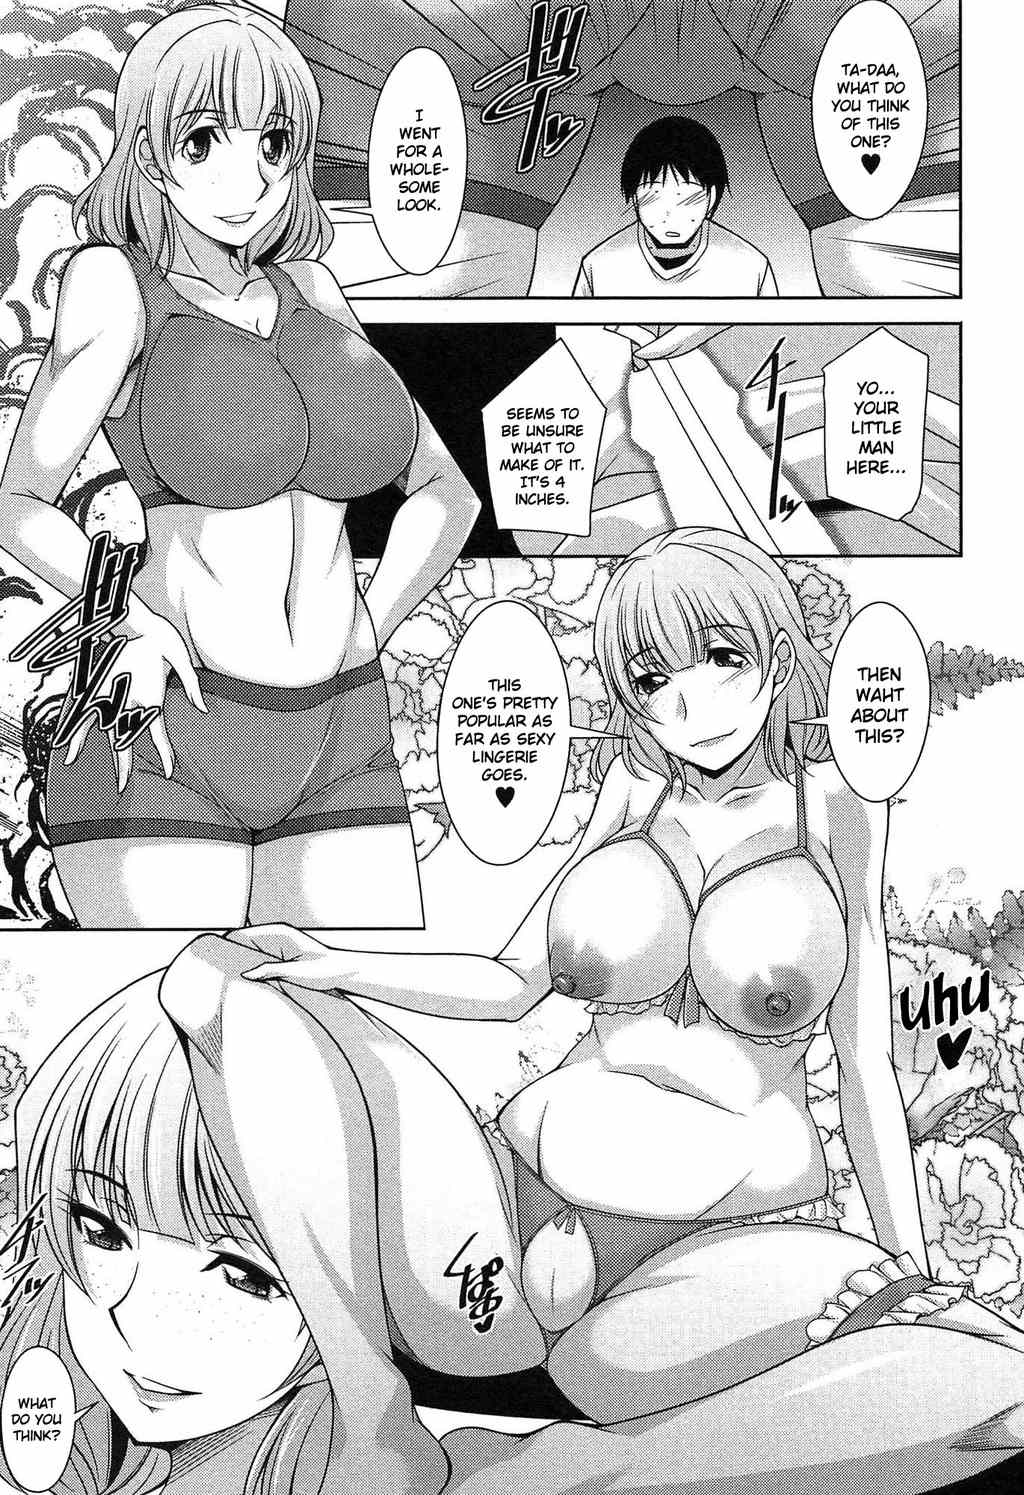 TA-DAA,
WHAT DO
YOU THINK
OF THIS
ONE?
♥
I
WENT
FOR A
WHOLE-
SOME
LOOK.
YO...
YOUR
LITTLE
MAN
HERE...
SEEMS TO
BE UNSURE
WHAT TO
MAKE OF IT.
IT'S 4
INCHES.
THEN
WAHT
ABOUT
THIS?
THIS
ONE'S PRETTY
POPULAR AS
FAR AS SEXY
LINGERIE
GOES.
♥
uhu
♥
WHAT
DO YOU
THINK?